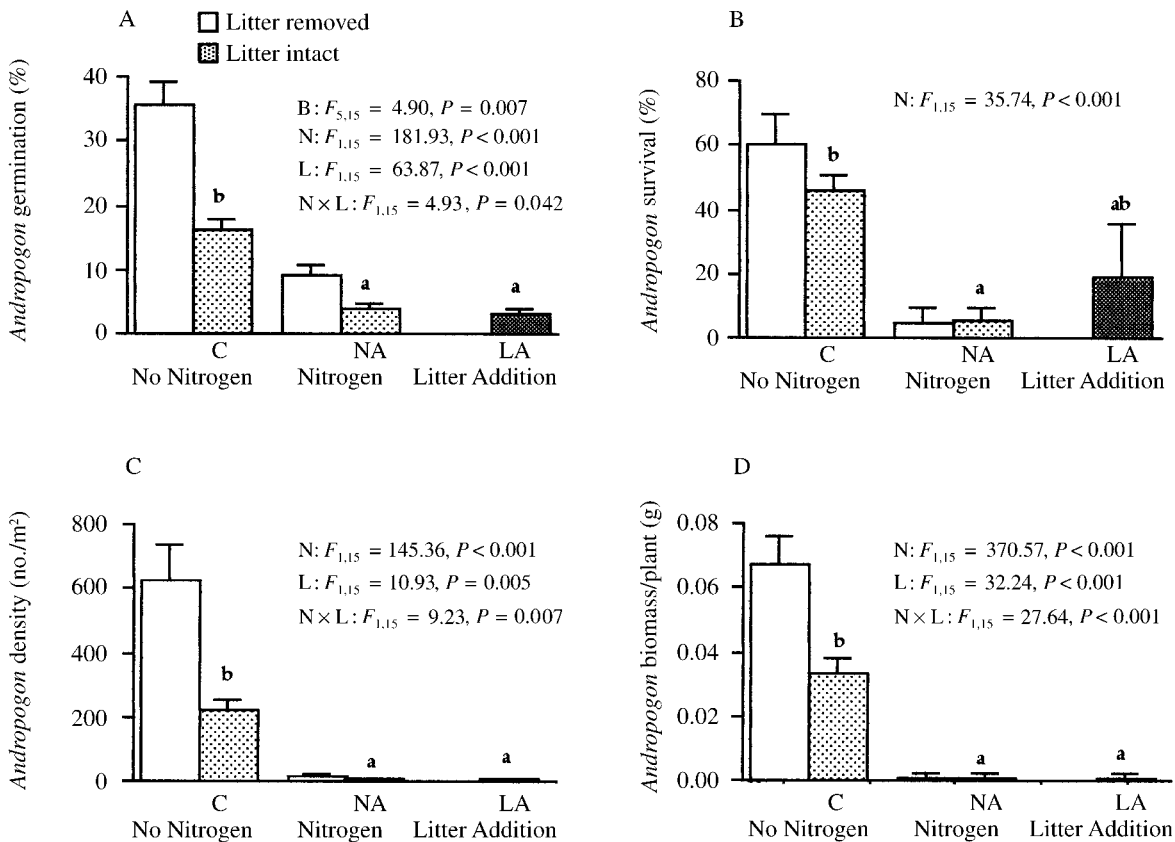 A
Litter removed
Litter intact
Andropogon germination (%)
40
30
20
10
0
B: F5,15 = 4.90, P = 0.007
N: F1,15 = 181.93, P < 0.001
L: F1,15 = 63.87, P < 0.001
N × L: F1,15 = 4.93, P = 0.042
b
a
a
C NA LA
No Nitrogen Nitrogen Litter Addition
B
Andropogon survival (%)
80
60
40
20
0
N: F1,15 = 35.74, P < 0.001
b
a
ab
C NA LA
No Nitrogen Nitrogen Litter Addition
C
Andropogon density (no./m²)
800
600
400
200
0
N: F1,15 = 145.36, P < 0.001
L: F1,15 = 10.93, P = 0.005
N × L: F1,15 = 9.23, P = 0.007
b
a
a
C NA LA
No Nitrogen Nitrogen Litter Addition
D
Andropogon biomass/plant (g)
0.08
0.06
0.04
0.02
0.00
N: F1,15 = 370.57, P < 0.001
L: F1,15 = 32.24, P < 0.001
N × L: F1,15 = 27.64, P < 0.001
b
a
a
C NA LA
No Nitrogen Nitrogen Litter Addition